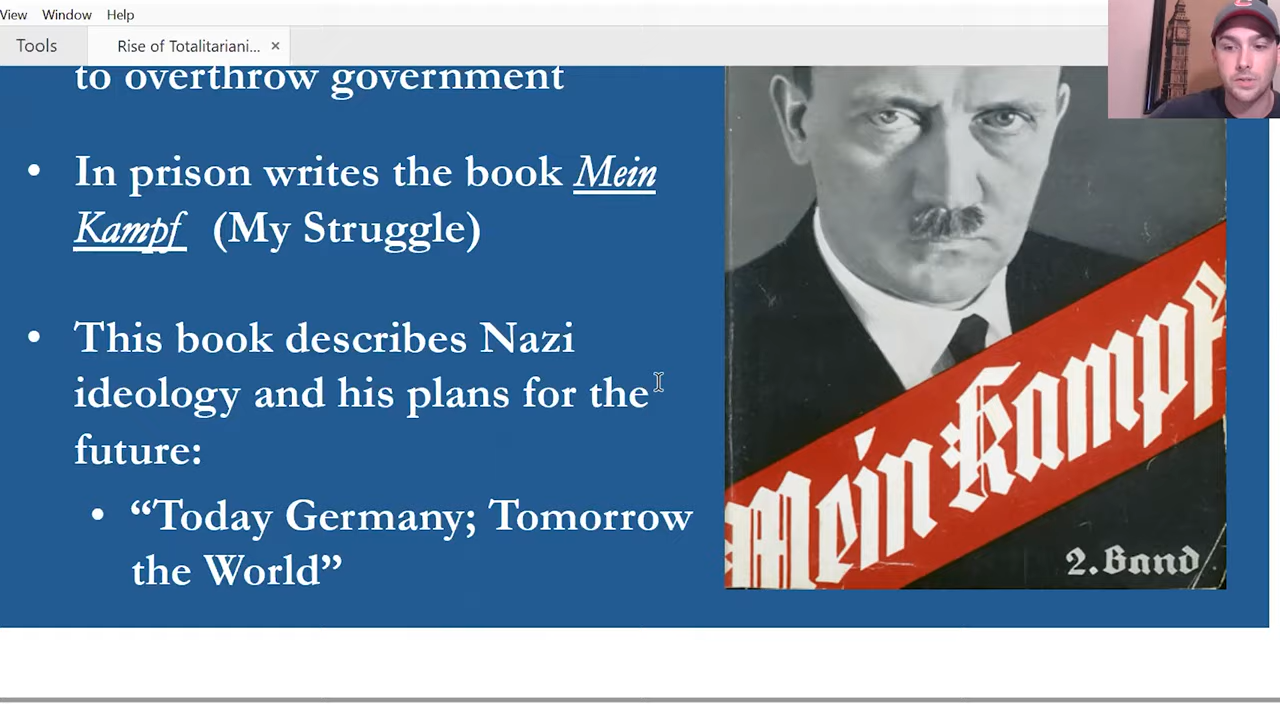 View Window Help
Tools Rise of Totalitariani... ×
to overthrow government
• In prison writes the book Mein
Kampf (My Struggle)
• This book describes Nazi
ideology and his plans for the
future:
• “Today Germany; Tomorrow
the World”
Mein Kampf
2. Band